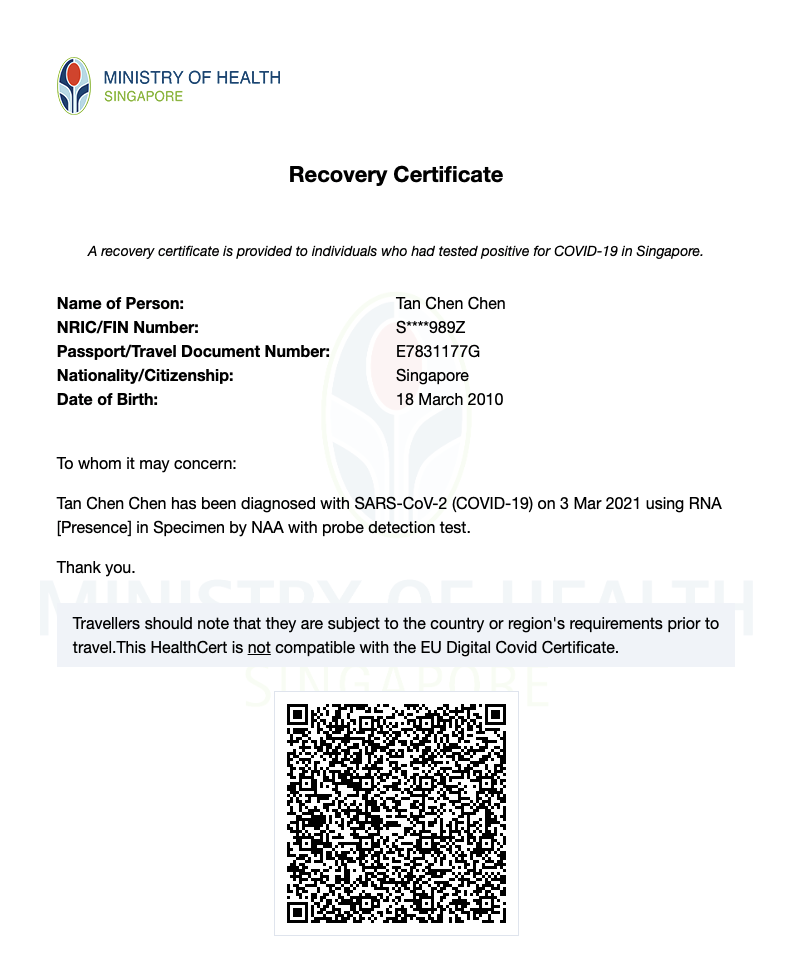 MINISTRY OF HEALTH
SINGAPORE
Recovery Certificate
A recovery certificate is provided to individuals who had tested positive for COVID-19 in Singapore.
Name of Person: Tan Chen Chen
NRIC/FIN Number: S****989Z
Passport/Travel Document Number: E7831177G
Nationality/Citizenship: Singapore
Date of Birth: 18 March 2010
To whom it may concern:
Tan Chen Chen has been diagnosed with SARS-CoV-2 (COVID-19) on 3 Mar 2021 using RNA
[Presence] in Specimen by NAA with probe detection test.
Thank you.
MINISTRY OF HEALTH
Travellers should note that they are subject to the country or region's requirements prior to
travel.This HealthCert is not compatible with the EU Digital Covid Certificate.
SINGAPORE